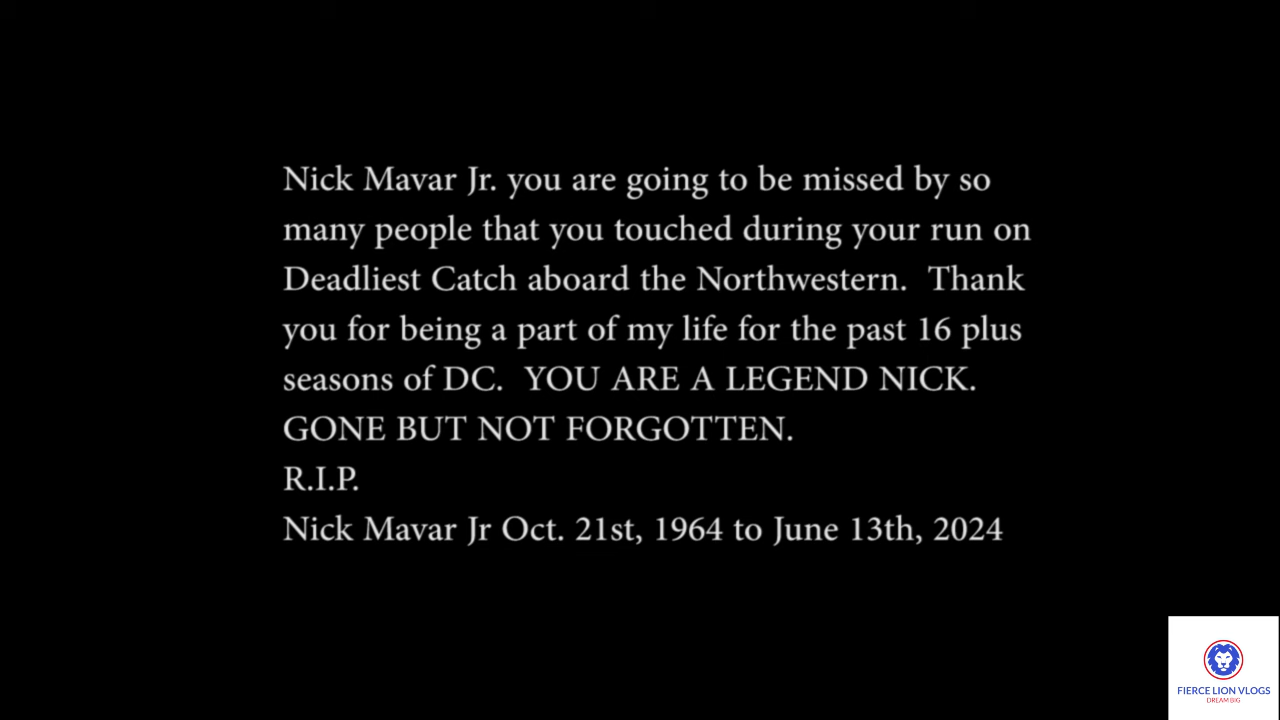 Nick Mavar Jr. you are going to be missed by so
many people that you touched during your run on
Deadliest Catch aboard the Northwestern.  Thank
you for being a part of my life for the past 16 plus
seasons of DC.  YOU ARE A LEGEND NICK.
GONE BUT NOT FORGOTTEN.
R.I.P.
Nick Mavar Jr Oct. 21st, 1964 to June 13th, 2024
FIERCE LION VLOGS
DREAM BIG